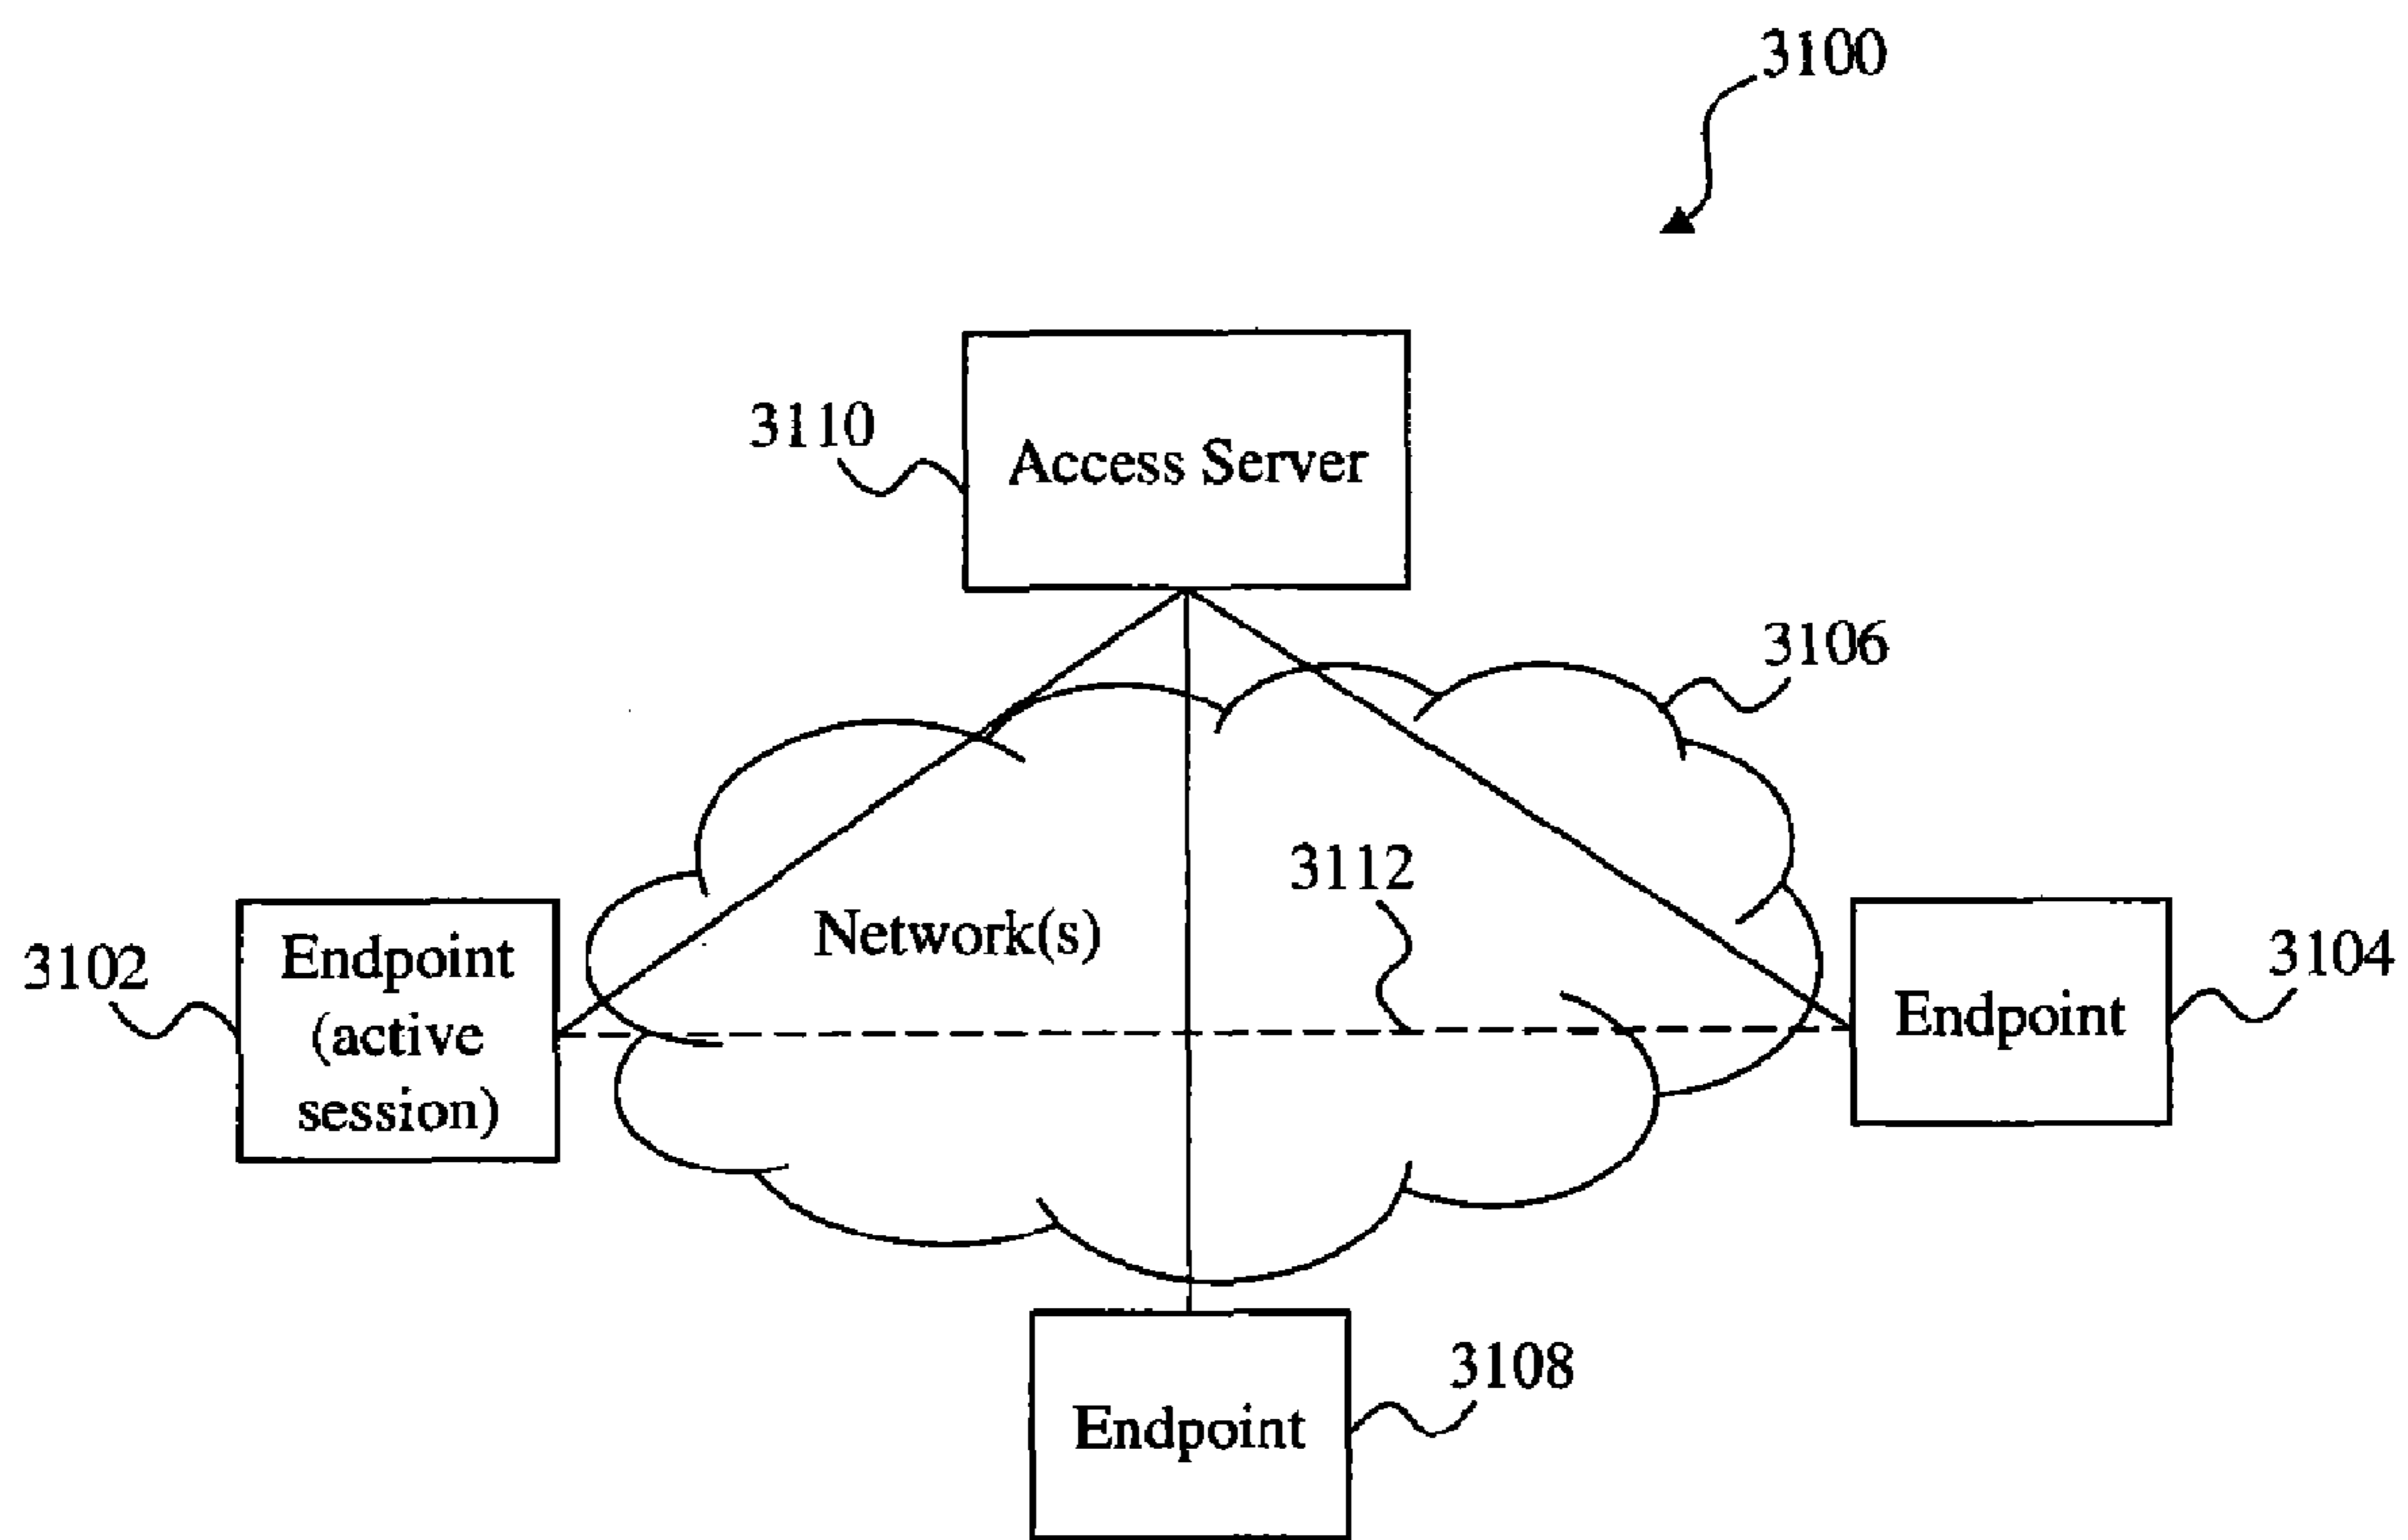 3100
3110
Access Server
3106
3112
Network(s)
3102
Endpoint
(active
session)
3104
Endpoint
3108
Endpoint